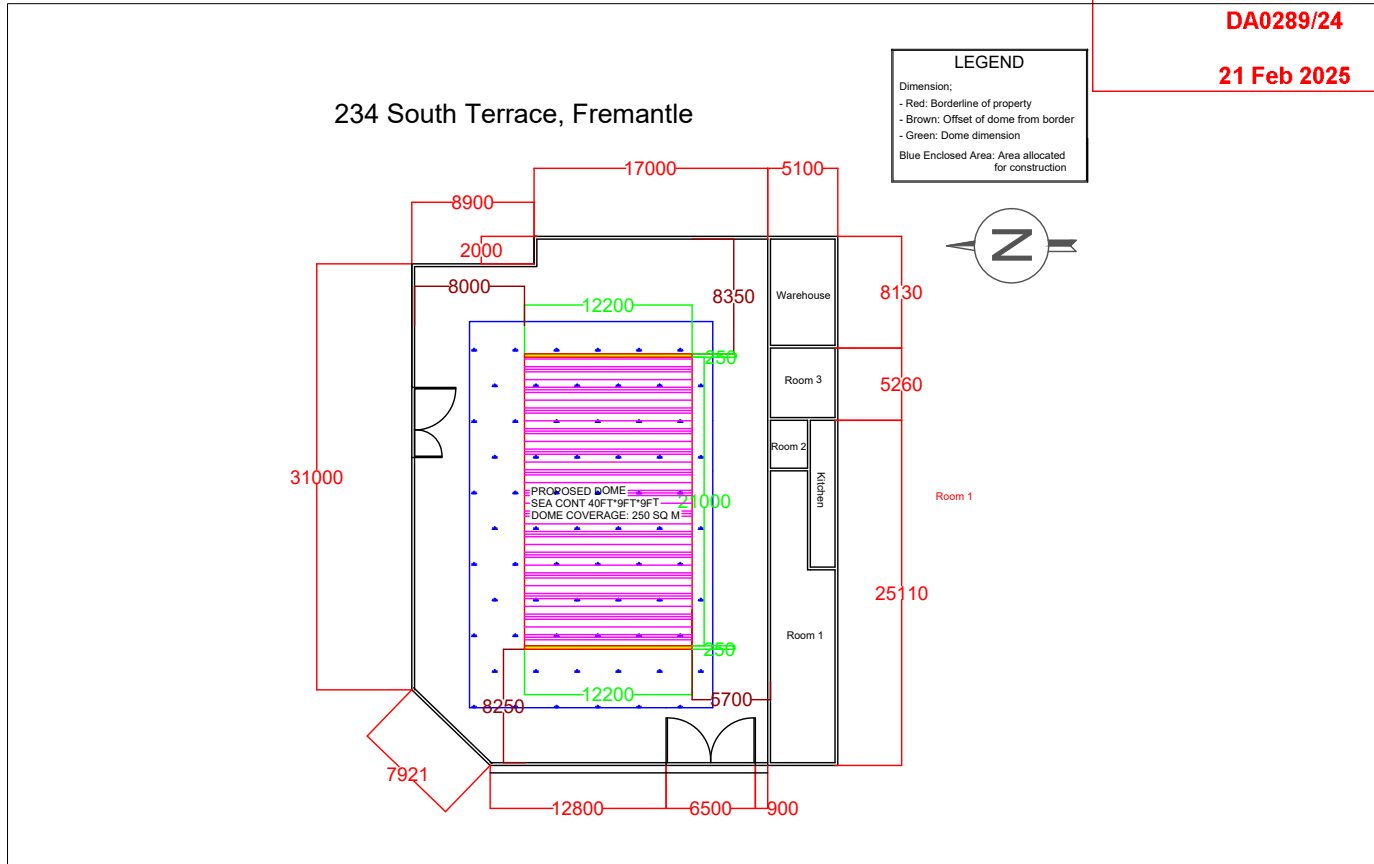 DA0289/24
21 Feb 2025
LEGEND
Dimension;
- Red: Borderline of property
- Brown: Offset of dome from border
- Green: Dome dimension
Blue Enclosed Area: Area allocated
for construction
234 South Terrace, Fremantle
17000
5100
8900
2000
N
8000
12200
8350
Warehouse
8130
250
Room 3
5260
Room 2
Kitchen
31000
PROPOSED DOME
SEA CONT 40FT*9FT*9FT
DOME COVERAGE: 250 SQ M
21000
Room 1
25110
Room 1
250
12200
5700
8250
7921
12800
6500
900